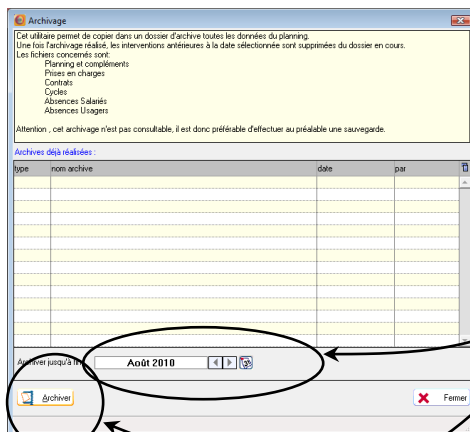 Archivage
Cet utilitaire permet de copier dans un dossier d'archive toutes les données du planning.
Une fois l'archivage réalisé, les interventions antérieures à la date sélectionnée sont supprimées du dossier en cours.
Les fichiers concernés sont:
Planning et compléments
Prises en charges
Contrats
Cycles
Absences Salariés
Absences Usagers
Attention , cet archivage n'est pas consultable, il est donc préférable d'effectuer au préalable une sauvegarde.
Archives déjà réalisées :
type nom archive date par
Archiver jusqu'à fin Août 2010
Archiver Fermer